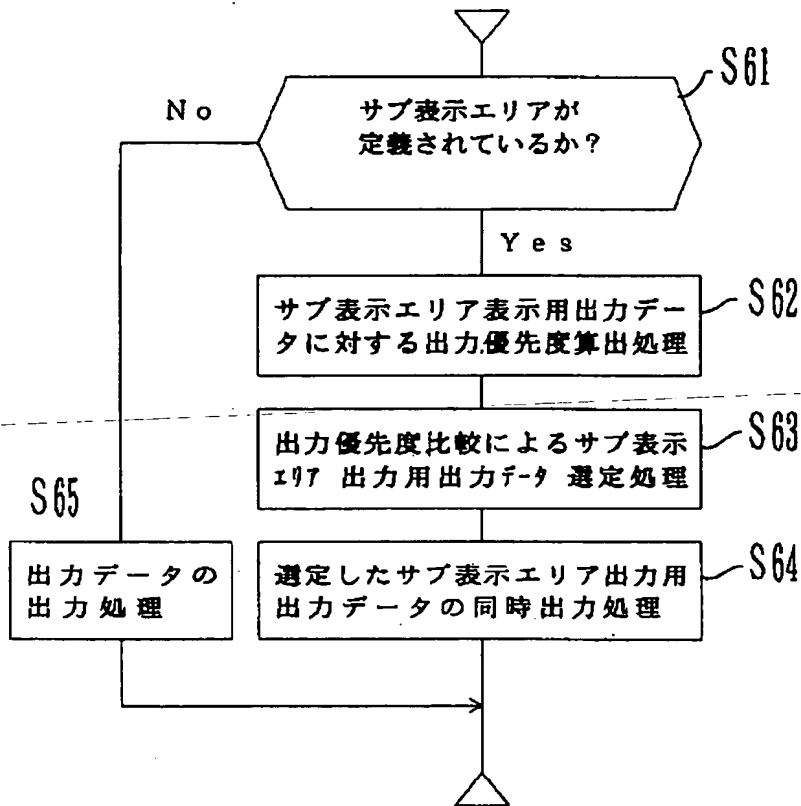 S61
サブ表示エリアが
定義されているか?
No
Yes
S62
サブ表示エリア表示用出力デー
タに対する出力優先度算出処理
S63
出力優先度比較によるサブ表示
エリア 出力用出力データ 選定処理
S65
出力データの
出力処理
S64
選定したサブ表示エリア出力用
出力データの同時出力処理